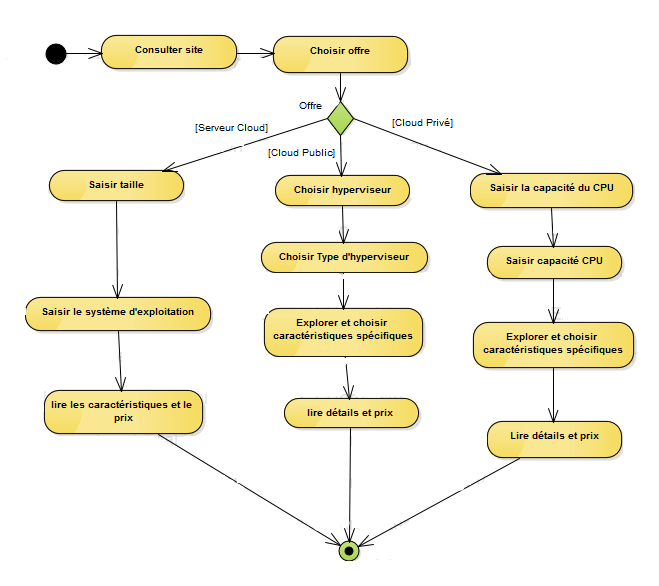 Consulter site
Choisir offre
Offre
[Serveur Cloud]
[Cloud Public]
[Cloud Privé]
Saisir taille
Choisir hyperviseur
Saisir la capacité du CPU
Choisir Type d'hyperviseur
Saisir capacité CPU
Saisir le système d'exploitation
Explorer et choisir
caractéristiques spécifiques
Explorer et choisir
caractéristiques spécifiques
lire les caractéristiques et le
prix
lire détails et prix
Lire détails et prix